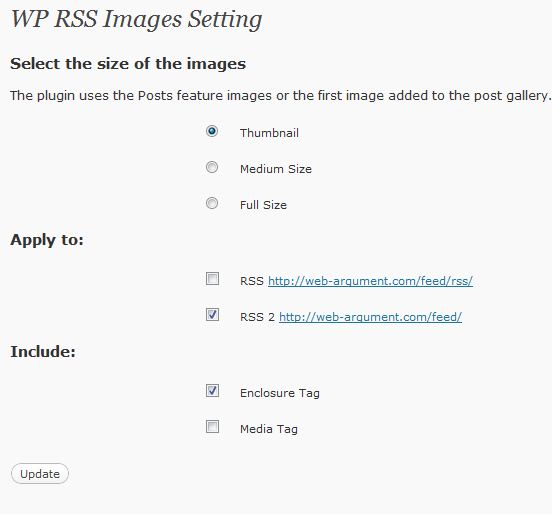 WP RSS Images Setting
Select the size of the images
The plugin uses the Posts feature images or the first image added to the post gallery.
Thumbnail
Medium Size
Full Size
Apply to:
RSS http://web-argument.com/feed/rss/
RSS 2 http://web-argument.com/feed/
Include:
Enclosure Tag
Media Tag
Update